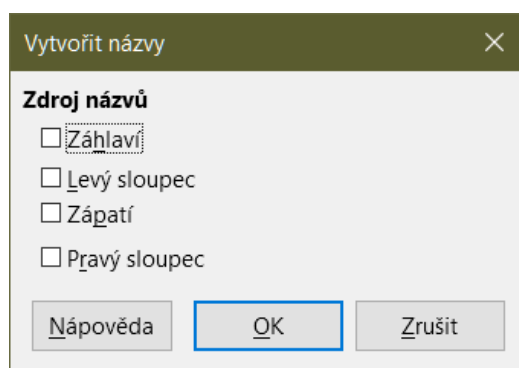 Vytvořit názvy
Zdroj názvů
Záhlaví
Levý sloupec
Zápatí
Pravý sloupec
Nápověda OK Zrušit